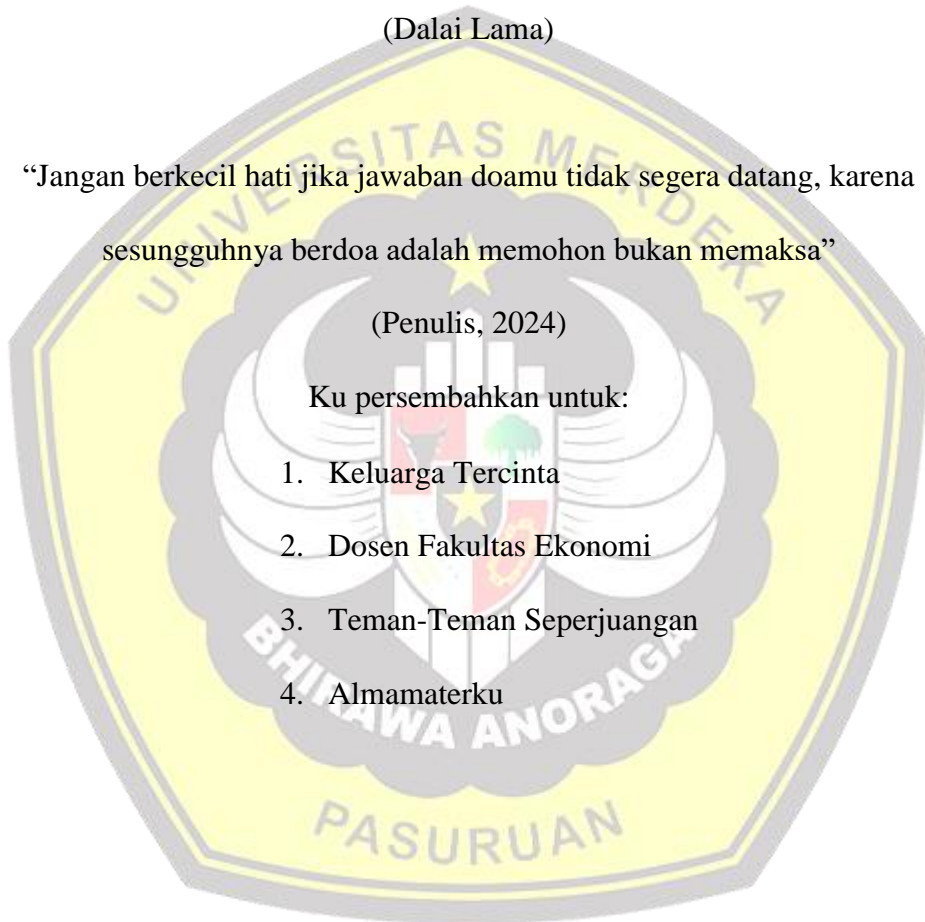 (Dalai Lama)
UNIVERSITAS MERDEKA
“Jangan berkecil hati jika jawaban doamu tidak segera datang, karena
sesungguhnya berdoa adalah memohon bukan memaksa”
(Penulis, 2024)
Ku persembahkan untuk:
1. Keluarga Tercinta
2. Dosen Fakultas Ekonomi
3. Teman-Teman Seperjuangan
4. Almamaterku
BHIRAWA ANORAGA
PASURUAN